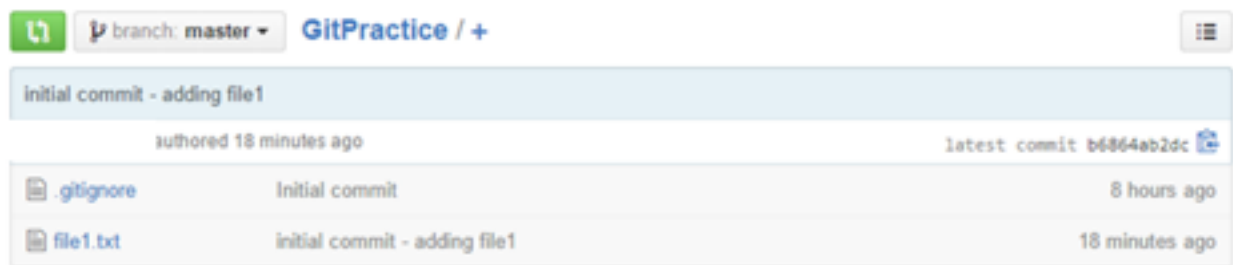 branch: master GitPractice / +
initial commit - adding file1
authored 18 minutes ago latest commit b6864ab2dc
.gitignore Initial commit 8 hours ago
file1.txt initial commit - adding file1 18 minutes ago